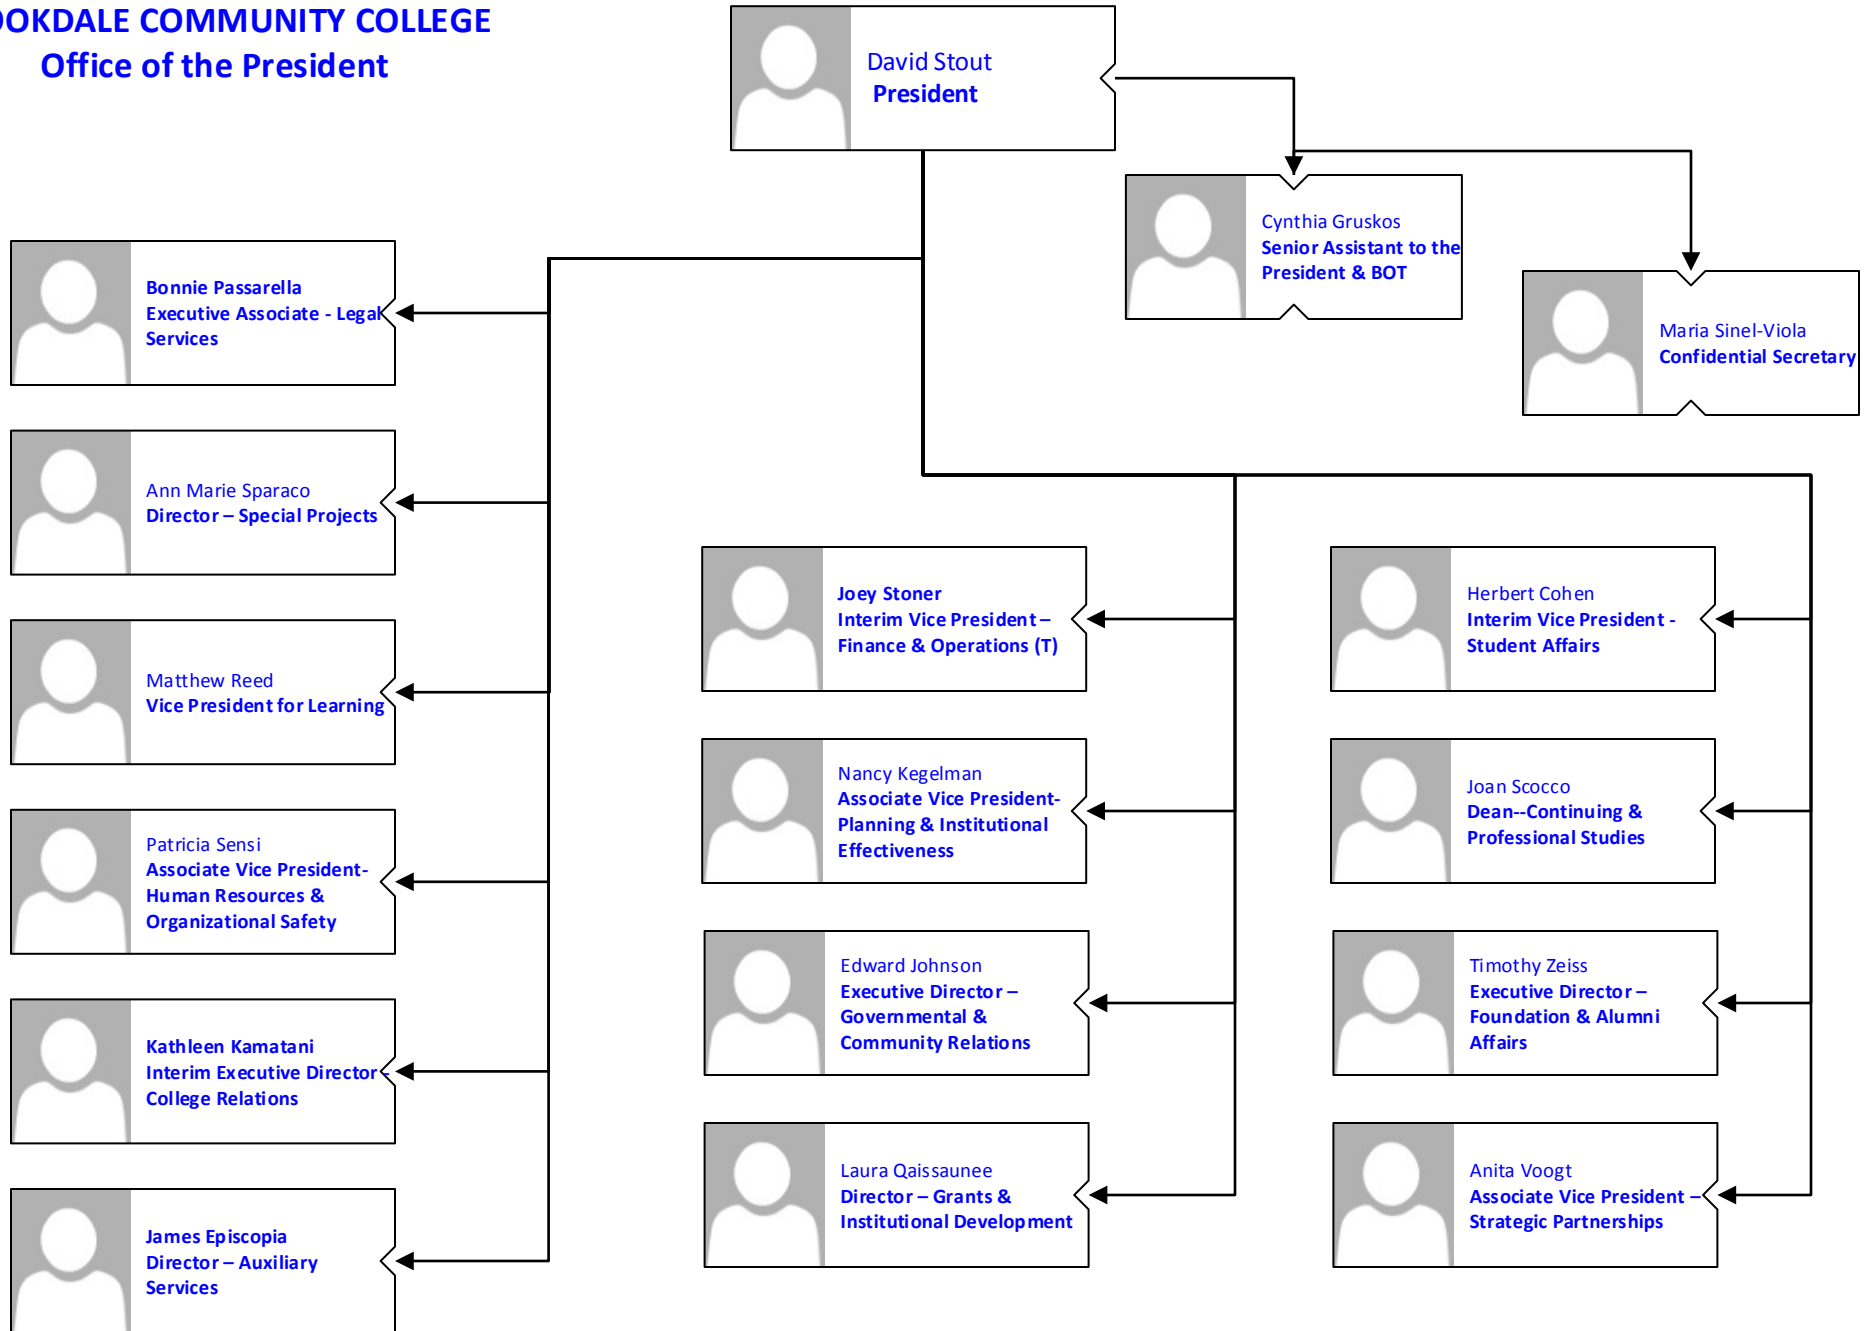 OOKDALE COMMUNITY COLLEGE
Office of the President
David Stout
President
Cynthia Gruskos
Senior Assistant to the
President & BOT
Maria Sinel-Viola
Confidential Secretary
Bonnie Passarella
Executive Associate - Legal
Services
Ann Marie Sparaco
Director – Special Projects
Matthew Reed
Vice President for Learning
Patricia Sensi
Associate Vice President-
Human Resources &
Organizational Safety
Kathleen Kamatani
Interim Executive Director -
College Relations
James Episcopia
Director – Auxiliary
Services
Joey Stoner
Interim Vice President –
Finance & Operations (T)
Nancy Kegelman
Associate Vice President-
Planning & Institutional
Effectiveness
Edward Johnson
Executive Director –
Governmental &
Community Relations
Laura Qaissaunee
Director – Grants &
Institutional Development
Herbert Cohen
Interim Vice President -
Student Affairs
Joan Scocco
Dean--Continuing &
Professional Studies
Timothy Zeiss
Executive Director –
Foundation & Alumni
Affairs
Anita Voogt
Associate Vice President –
Strategic Partnerships